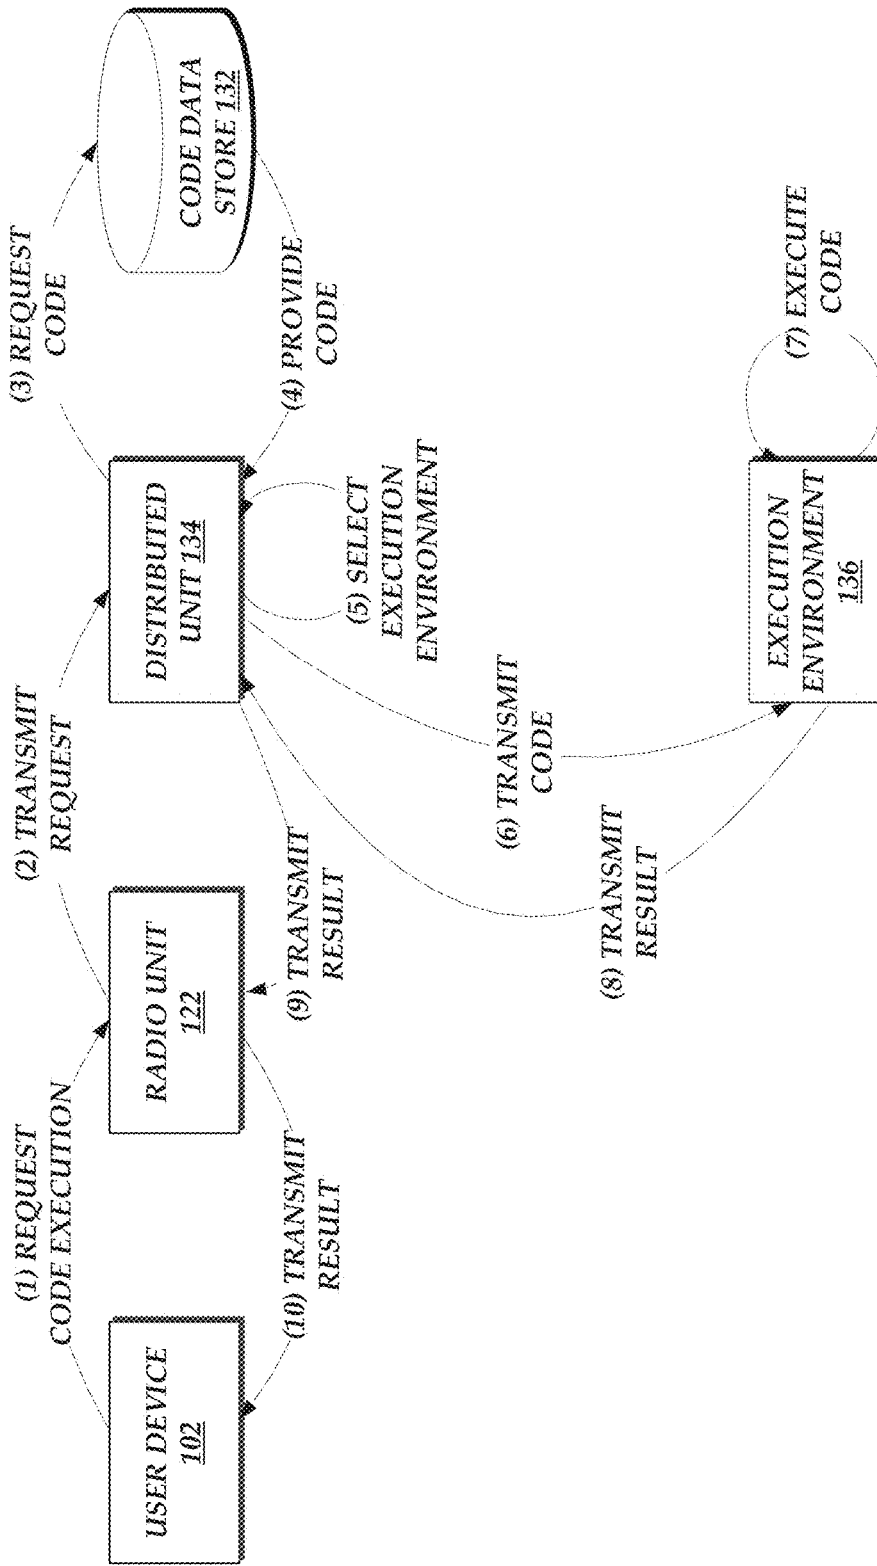 (1) REQUEST
CODE EXECUTION
(2) TRANSMIT
REQUEST
(3) REQUEST
CODE
USER DEVICE
102
RADIO UNIT
122
DISTRIBUTED
UNIT 134
CODE DATA
STORE 132
(10) TRANSMIT
RESULT
(9) TRANSMIT
RESULT
(4) PROVIDE
CODE
(5) SELECT
EXECUTION
ENVIRONMENT
(6) TRANSMIT
CODE
(8) TRANSMIT
RESULT
EXECUTION
ENVIRONMENT
136
(7) EXECUTE
CODE